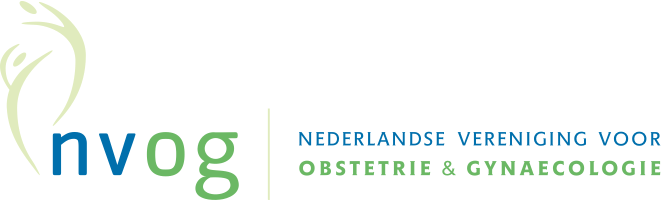 nvog
NEDERLANDSE VERENIGING VOOR
OBSTETRIE & GYNAECOLOGIE